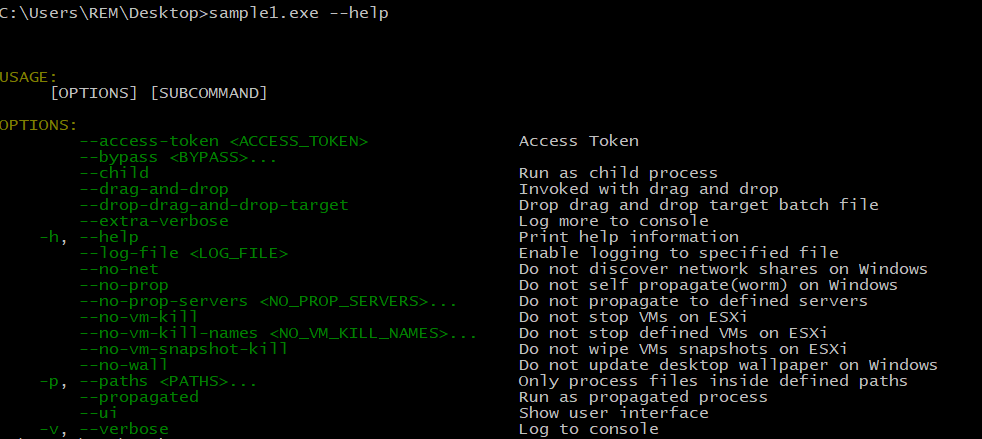 C:\Users\REM\Desktop>sample1.exe --help
USAGE:
[OPTIONS] [SUBCOMMAND]
OPTIONS:
--access-token <ACCESS_TOKEN> Access Token
--bypass <BYPASS>...
--child Run as child process
--drag-and-drop Invoked with drag and drop
--drop-drag-and-drop-target Drop drag and drop target batch file
--extra-verbose Log more to console
-h, --help Print help information
--log-file <LOG_FILE> Enable logging to specified file
--no-net Do not discover network shares on Windows
--no-prop Do not self propagate(worm) on Windows
--no-prop-servers <NO_PROP_SERVERS>... Do not propagate to defined servers
--no-vm-kill Do not stop VMs on ESXi
--no-vm-kill-names <NO_VM_KILL_NAMES>... Do not stop defined VMs on ESXi
--no-vm-snapshot-kill Do not wipe VMs snapshots on ESXi
--no-wall Do not update desktop wallpaper on Windows
-p, --paths <PATHS>... Only process files inside defined paths
--propagated Run as propagated process
--ui Show user interface
-v, --verbose Log to console